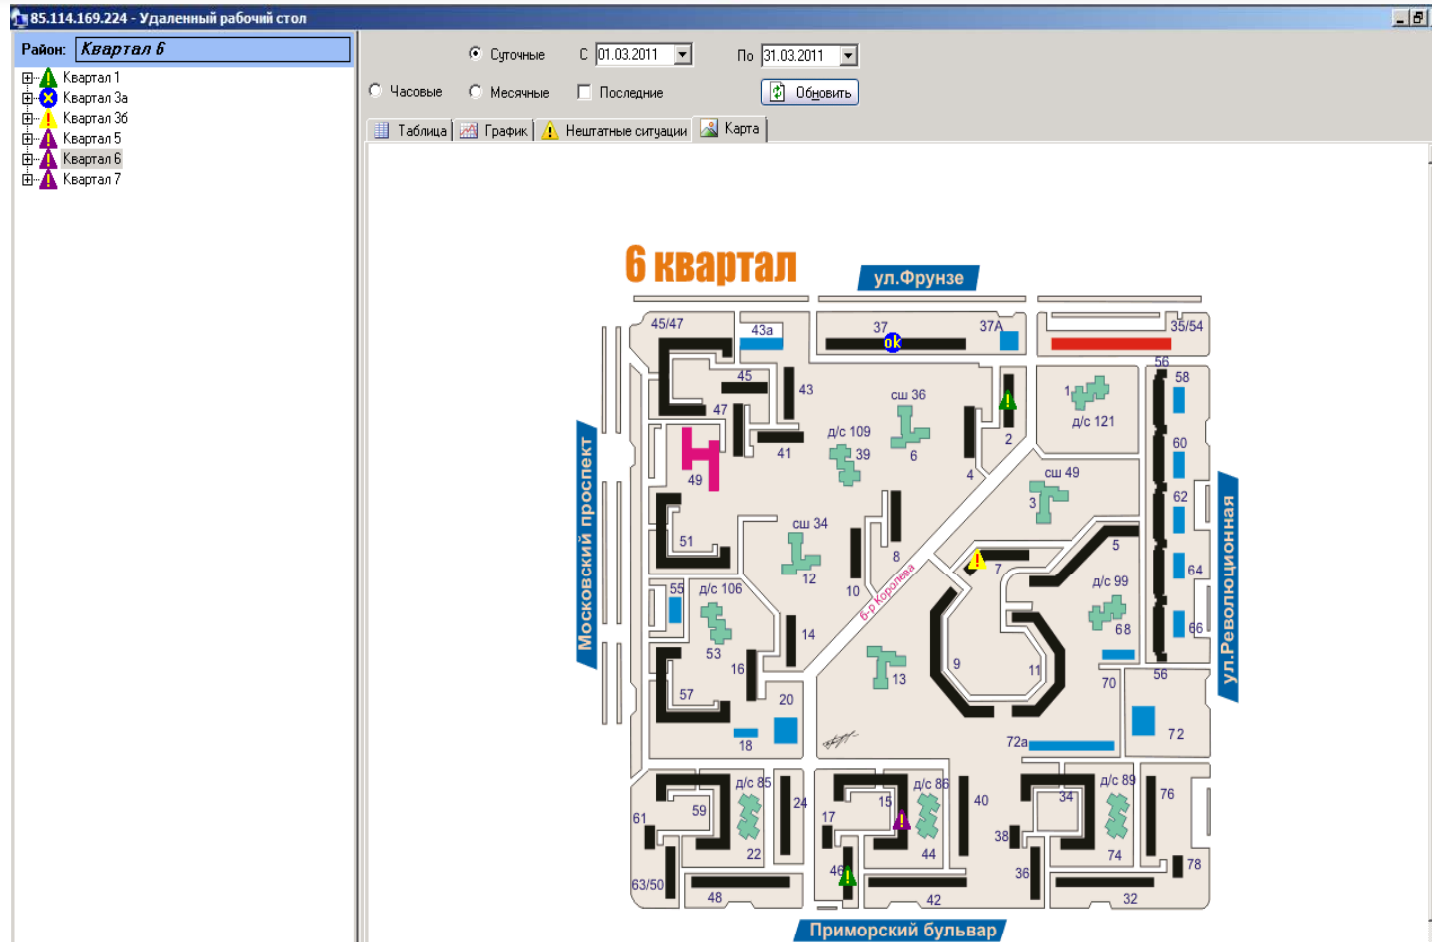 85.114.169.224 - Удаленный рабочий стол
Район: Квартал 6
Квартал 1
Квартал 3а
Квартал 3б
Квартал 5
Квартал 6
Квартал 7
Суточные С 01.03.2011 По 31.03.2011
Часовые Месячные Последние Обновить
Таблица График Нештатные ситуации Карта
6 квартал
ул.Фрунзе
45/47 43а 37 37А 35/54
ok
56 58
45 43 1
47 сш 36 д/с 121
д/с 109
41 39 6 2 60
Московский проспект
49 4 сш 49
3 62
ул.Революционная
сш 34
51 8 5
12 10 7 64
б-р Королева
55 д/с 106 д/с 99
14 68 66
53 16 9 11 56
13 70
57 20
18 72а 72
д/с 85 д/с 86 д/с 89
59 24 15 40 34 76
61 17 38
22 44 74
46 36 78
63/50 48 42 32
Приморский бульвар